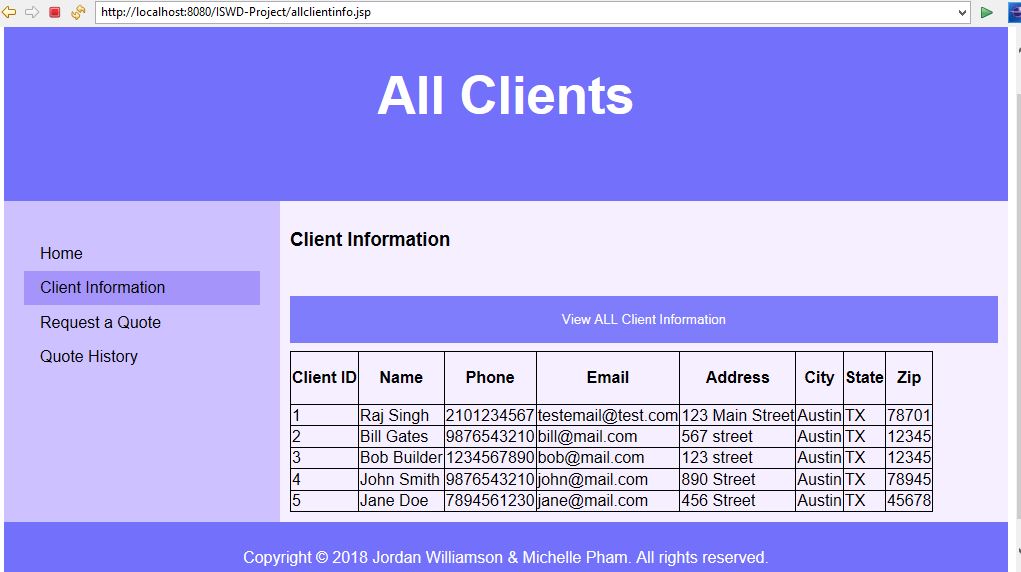 http://localhost:8080/ISWD-Project/allclientinfo.jsp
All Clients
Home
Client Information
Request a Quote
Quote History
Client Information
View ALL Client Information
Client ID Name Phone Email Address City State Zip
1 Raj Singh 2101234567 testemail@test.com 123 Main Street Austin TX 78701
2 Bill Gates 9876543210 bill@mail.com 567 street Austin TX 12345
3 Bob Builder 1234567890 bob@mail.com 123 street Austin TX 12345
4 John Smith 9876543210 john@mail.com 890 Street Austin TX 78945
5 Jane Doe 7894561230 jane@mail.com 456 Street Austin TX 45678
Copyright © 2018 Jordan Williamson & Michelle Pham. All rights reserved.